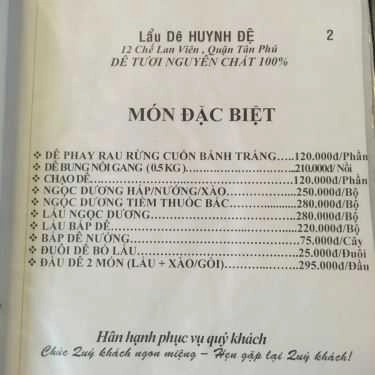 Lẩu Dê HUYNH ĐỆ 2
12 Chế Lan Viên , Quận Tân Phú
DÊ TƯƠI NGUYÊN CHẤT 100%
MÓN ĐẶC BIỆT
❖ DÊ PHAY RAU RỪNG CUỐN BÁNH TRÁNG…..120.000đ/Phần
❖ DÊ BUNG NỒI GANG ( 0.5 KG)....................210.000đ/Nồi
❖ CHAO DÊ..................120.000đ/Phần
❖ NGỌC DƯƠNG HẤP/NƯỚNG/XÀO..............250.000đ/Bộ
❖ NGỌC DƯƠNG TIỀM THUỐC BẮC..............280.000đ/Bộ
❖ LẨU NGỌC DƯƠNG..................280.000đ/Bộ
❖ LẨU BẮP DÊ..................220.000đ/Bộ
❖ BẮP DÊ NƯỚNG..................75.000đ/Cây
❖ ĐUÔI DÊ BỎ LẨU..................25.000đ/Đuôi
❖ ĐẦU DÊ 2 MÓN (LẨU + XÀO/GỎI)..............295.000đ/Đầu
Hân hạnh phục vụ quý khách
Chúc Quý khách ngon miệng – Hẹn gặp lại Quý khách!